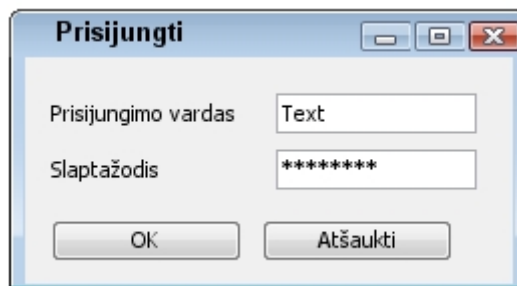 Prisijungti
Prisijungimo vardas Text
Slaptažodis ********
OK Atšaukti